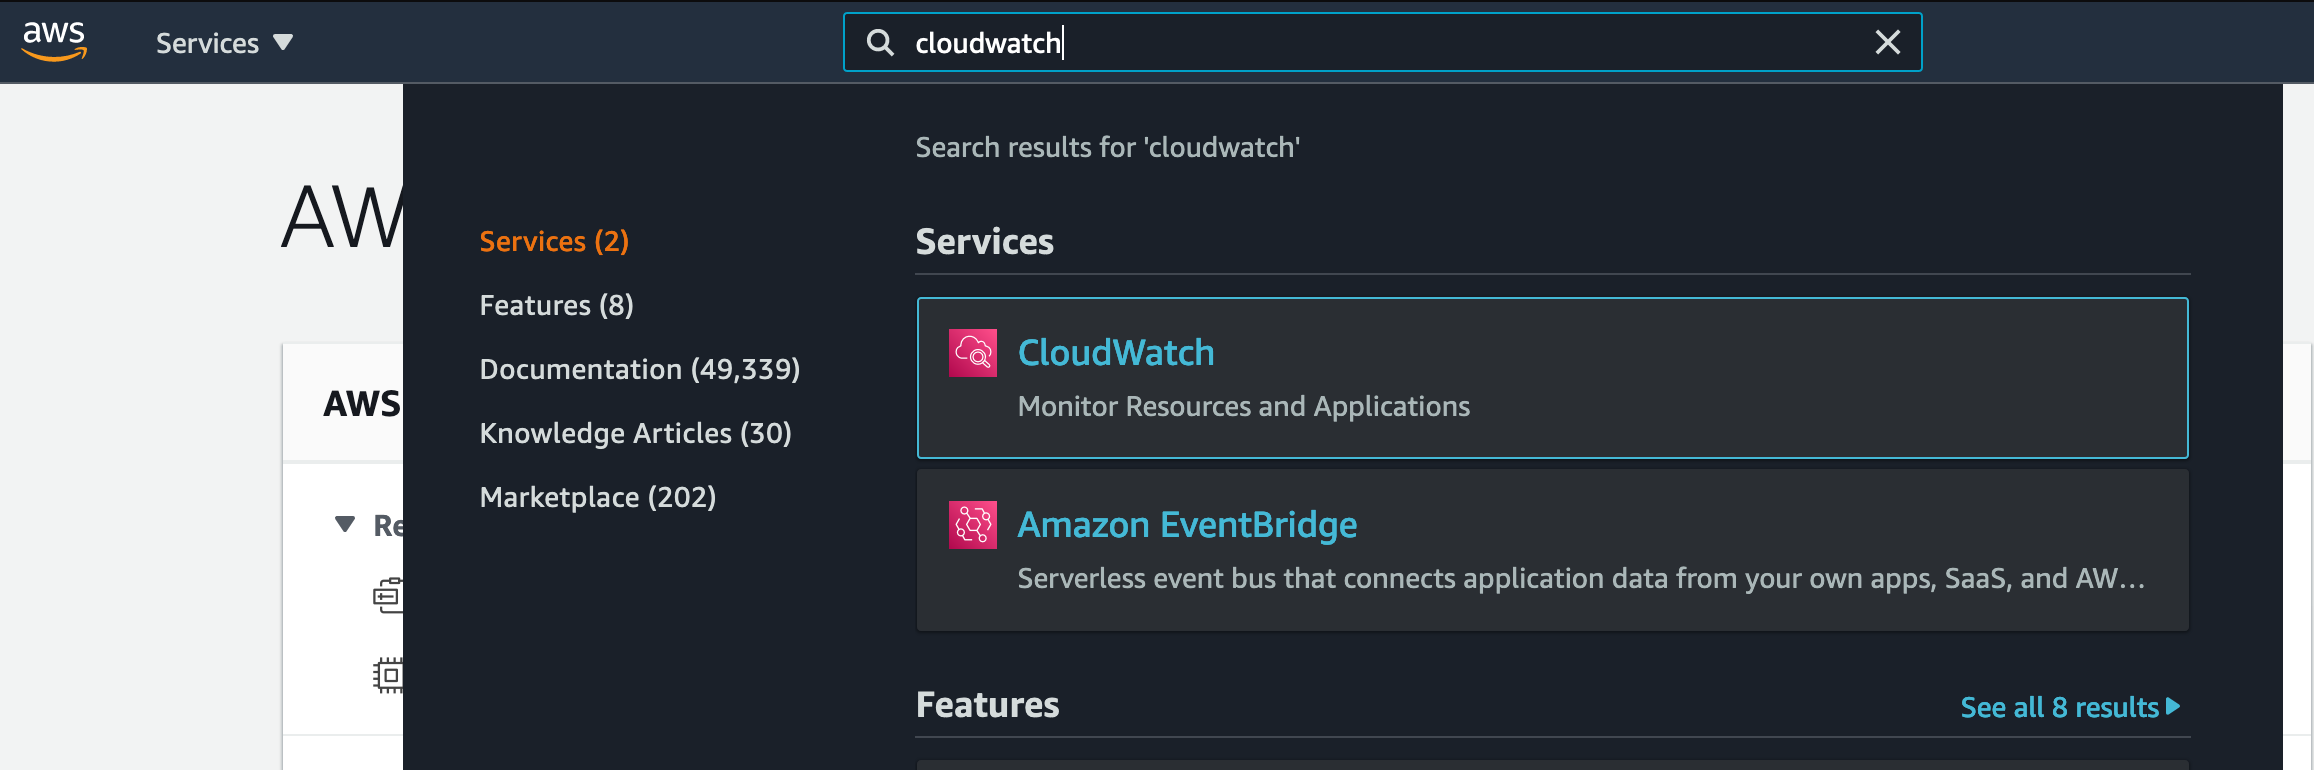 aws
Services
cloudwatch
Search results for 'cloudwatch'
AW
Services (2)
Features (8)
Documentation (49,339)
Knowledge Articles (30)
Marketplace (202)
AWS
Re
Services
CloudWatch
Monitor Resources and Applications
Amazon EventBridge
Serverless event bus that connects application data from your own apps, SaaS, and AW...
Features
See all 8 results